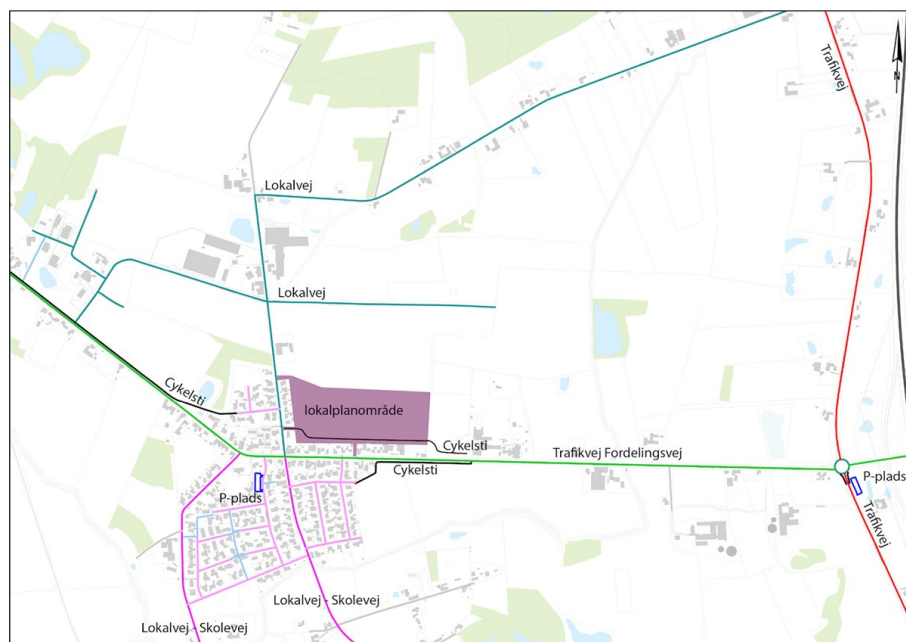 Trafikvej
N
Lokalvej
Lokalvej
Cykelsti
lokalplanområde
Cykelsti
Trafikvej Fordelingsvej
Cykelsti
P-plads
P-plads
Trafikvej
Lokalvej - Skolevej
Lokalvej - Skolevej